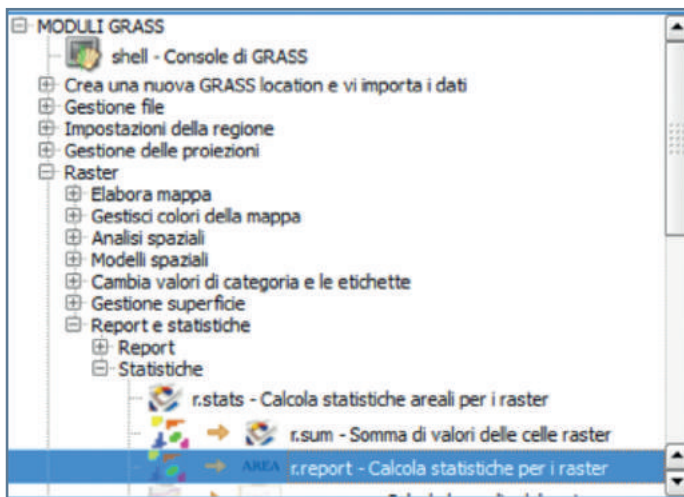 MODULI GRASS
shell - Console di GRASS
Crea una nuova GRASS location e vi importa i dati
Gestione file
Impostazioni della regione
Gestione delle proiezioni
Raster
Elabora mappa
Gestisci colori della mappa
Analisi spaziali
Modelli spaziali
Cambia valori di categoria e le etichette
Gestione superficie
Report e statistiche
Report
Statistiche
r.stats - Calcola statistiche areali per i raster
r.sum - Somma di valori delle celle raster
AREA r.report - Calcola statistiche per i raster